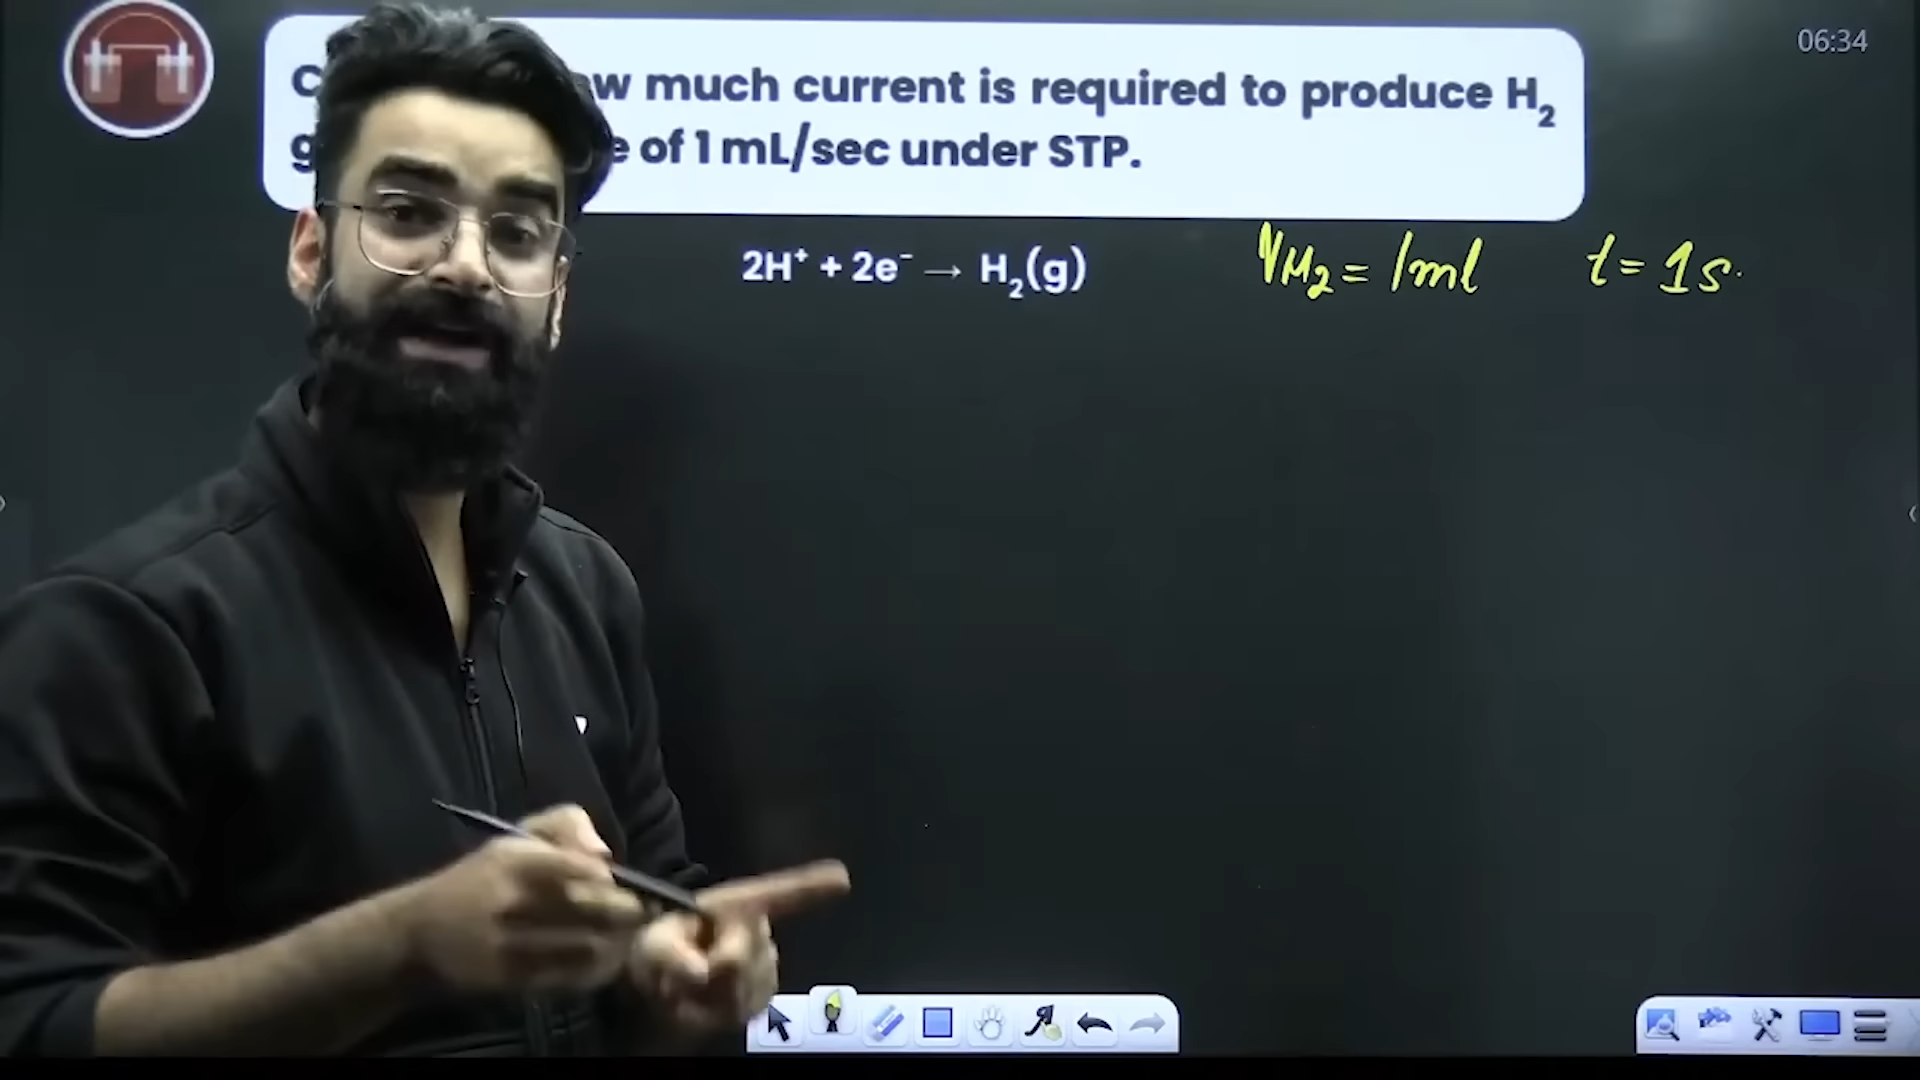 06:34
much current is required to produce H₂
of 1 mL/sec under STP.
2H⁺ + 2e⁻ → H₂(g)
V_H₂ = 1ml t = 1s.